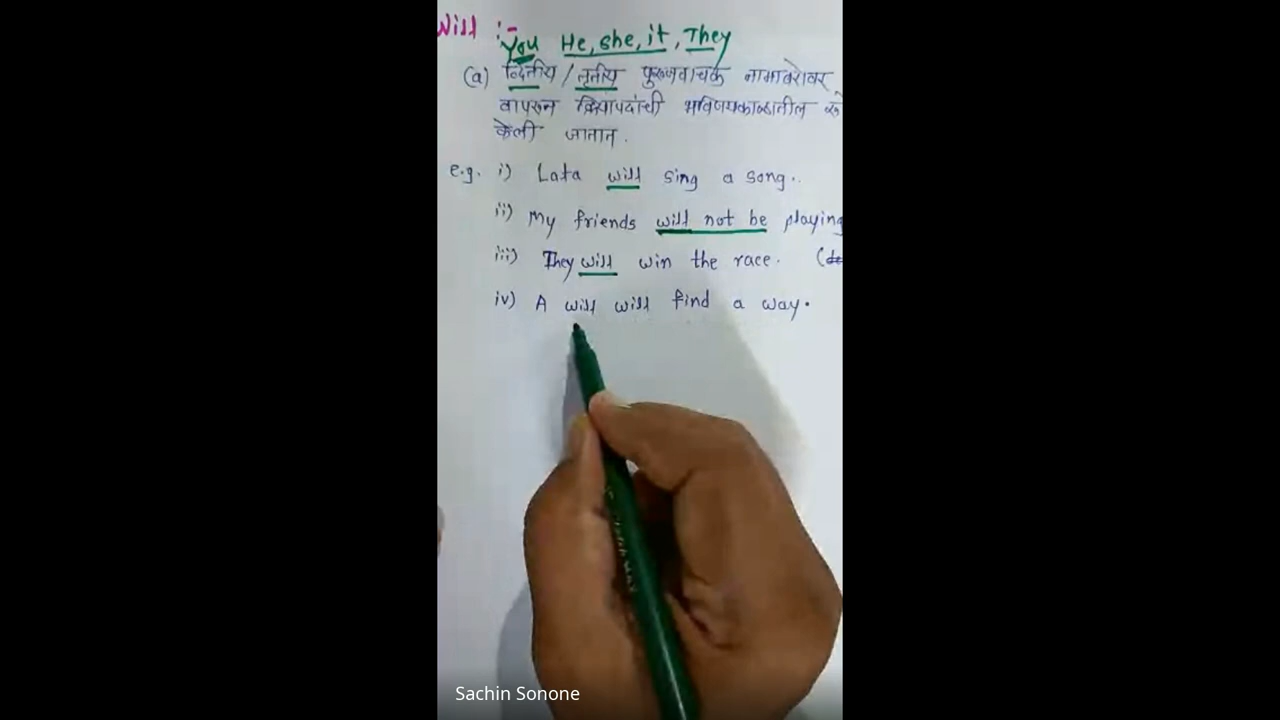 Will :-
You He, she, it, They
(a) द्वितीय / तृतीय पुरुषवाचक नामाबरोवर
वापरून क्रियापदांची भविष्यकाळातील
केली जातात.
e.g. i) Lata will sing a song.
ii) My friends will not be playing
iii) They will win the race.
iv) A will will find a way.
Sachin Sonone